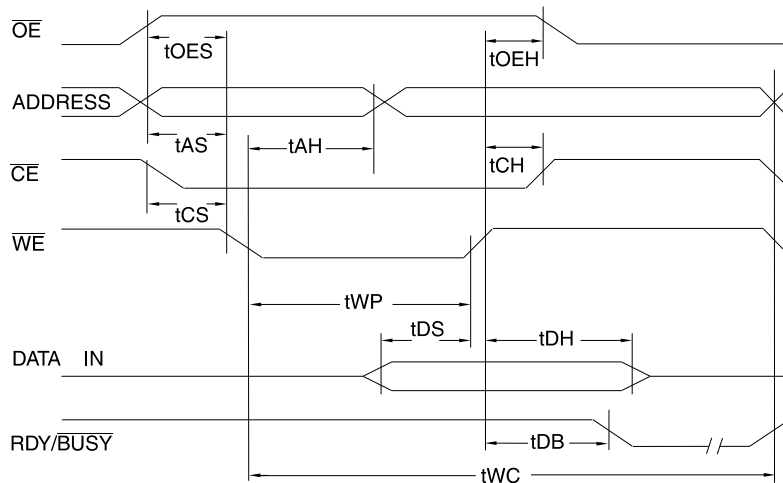 OE
tOES
tOEH
ADDRESS
tAS
tAH
tCH
CE
tCS
WE
tWP
tDS
tDH
DATA IN
RDY/BUSY
tDB
tWC